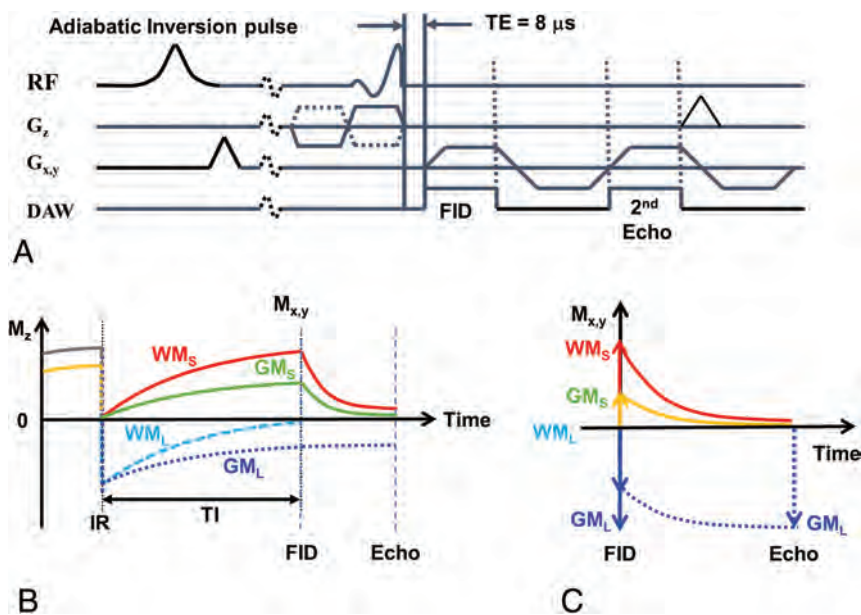 Adiabatic Inversion pulse
TE = 8 μs
RF
Gz
Gx,y
DAW
FID
2nd
Echo
A
Mz
Mx,y
WMS
GMS
0
Time
WML
GML
TI
IR
FID
Echo
B
Mx,y
WMS
GMS
WML
Time
GML
GML
FID
Echo
C